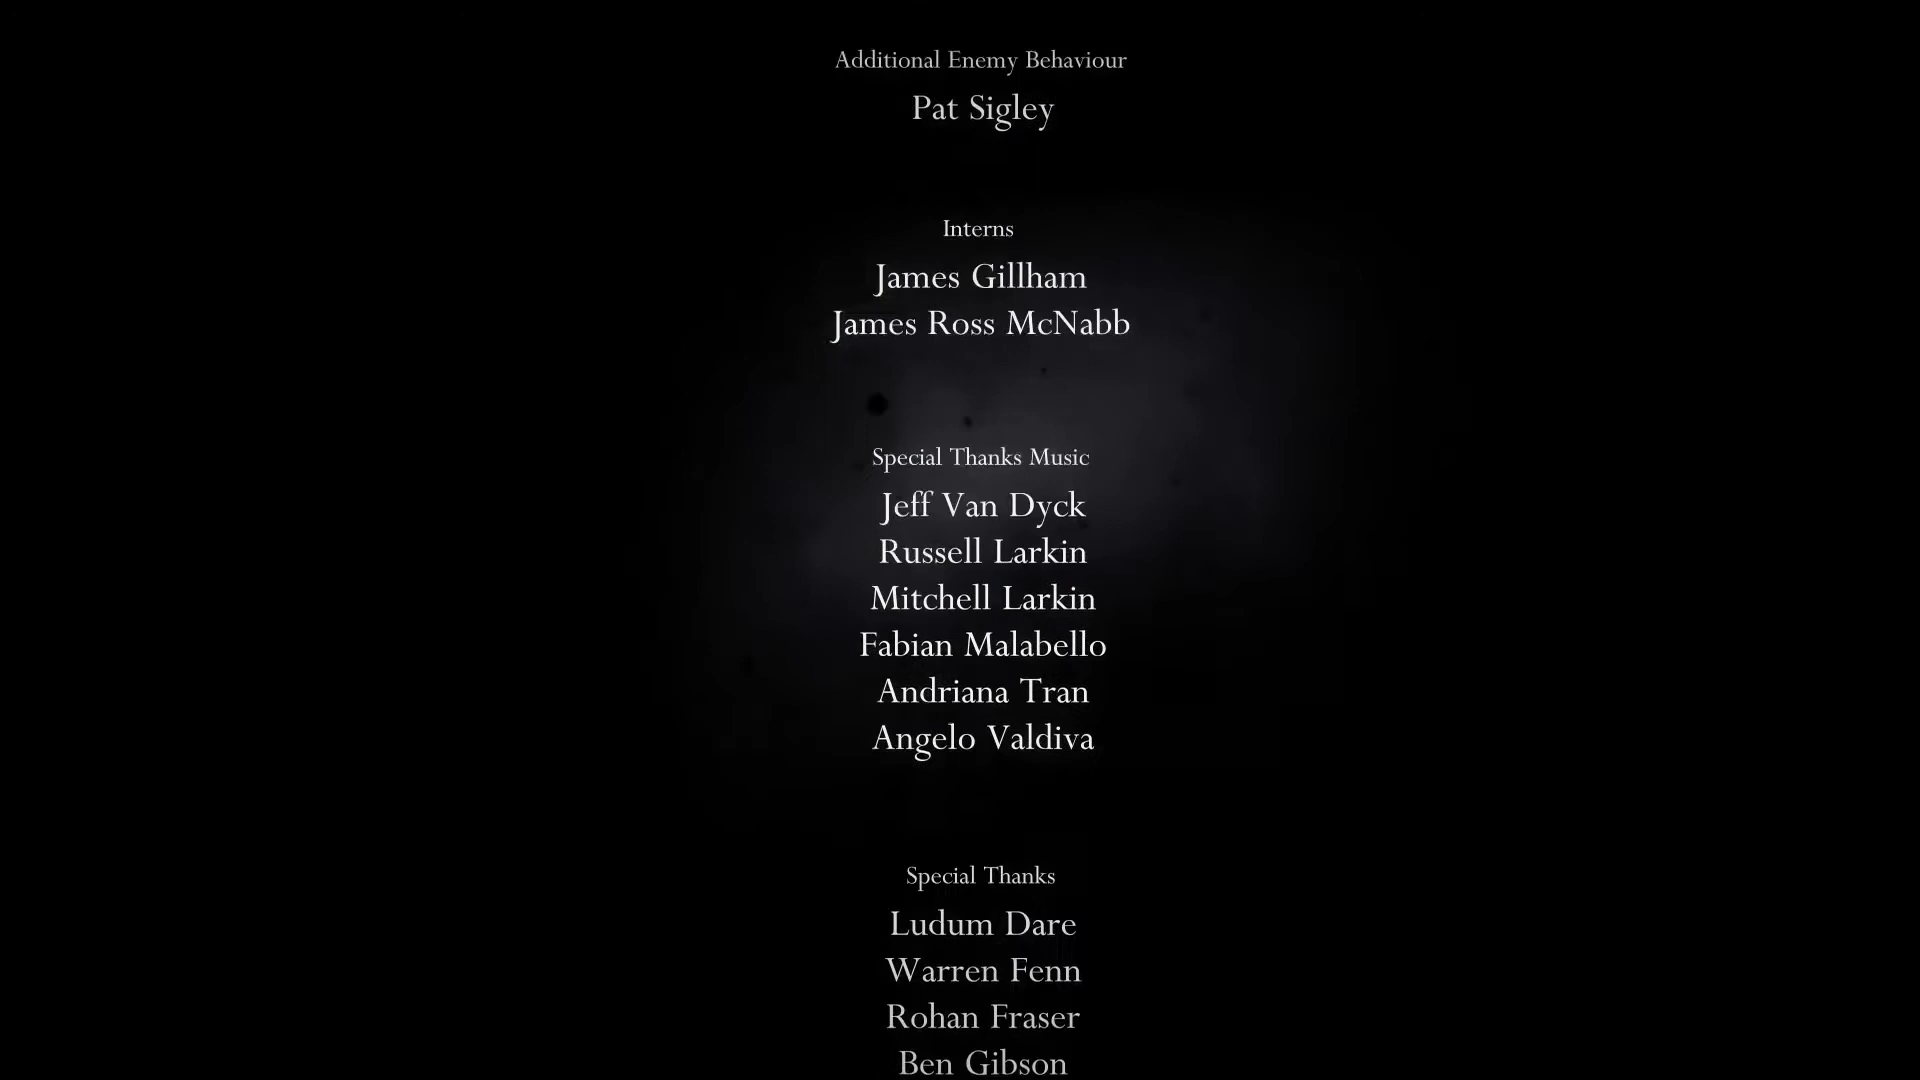 Additional Enemy Behaviour
Pat Sigley
Interns
James Gillham
James Ross McNabb
Special Thanks Music
Jeff Van Dyck
Russell Larkin
Mitchell Larkin
Fabian Malabello
Andriana Tran
Angelo Valdiva
Special Thanks
Ludum Dare
Warren Fenn
Rohan Fraser
Ben Gibson